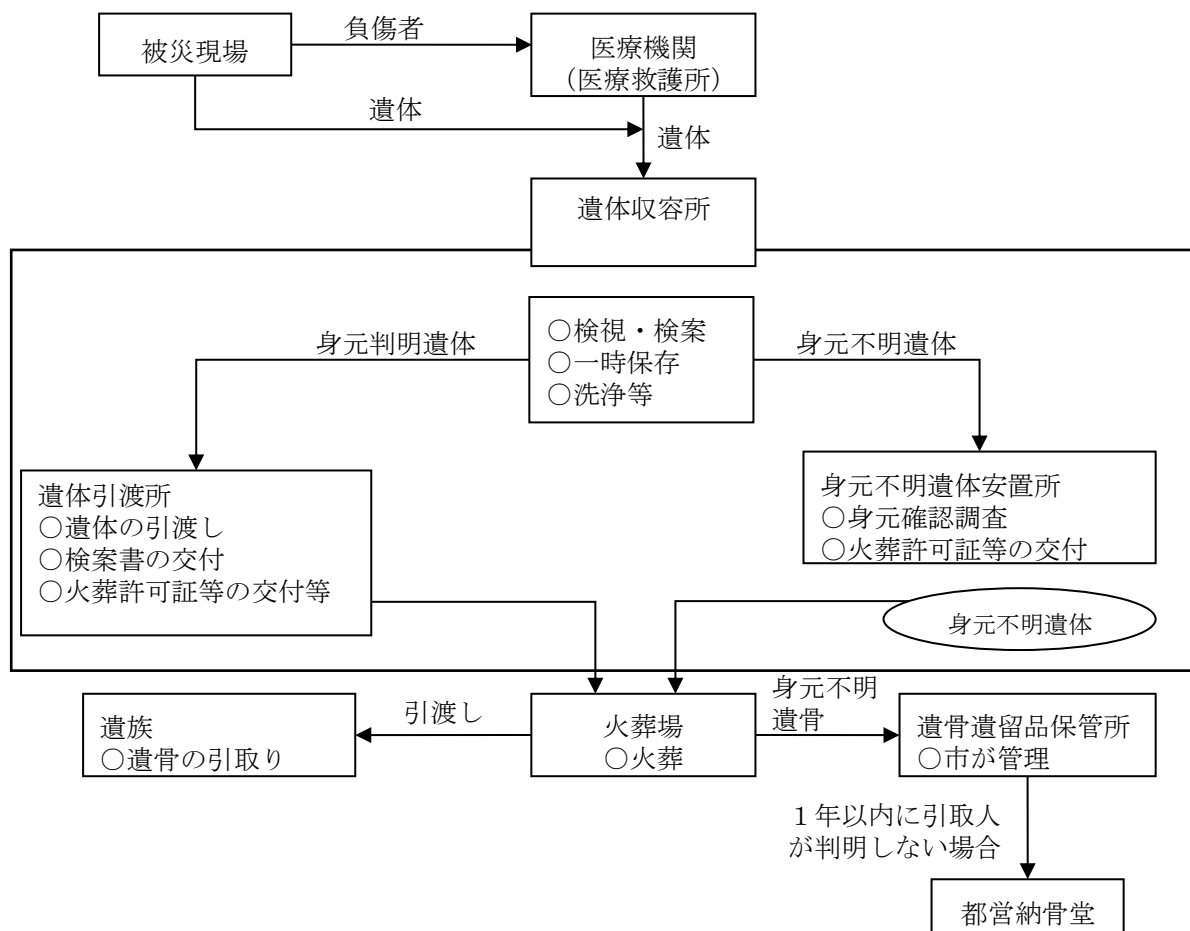 被災現場
負傷者
医療機関
（医療救護所）
遺体
遺体
遺体収容所
○検視・検案
○一時保存
○洗浄等
身元判明遺体
身元不明遺体
遺体引渡所
○遺体の引渡し
○検案書の交付
○火葬許可証等の交付等
身元不明遺体安置所
○身元確認調査
○火葬許可証等の交付
身元不明遺体
遺族
○遺骨の引取り
引渡し
火葬場
○火葬
身元不明
遺骨
遺骨遺留品保管所
○市が管理
１年以内に引取人
が判明しない場合
都営納骨堂